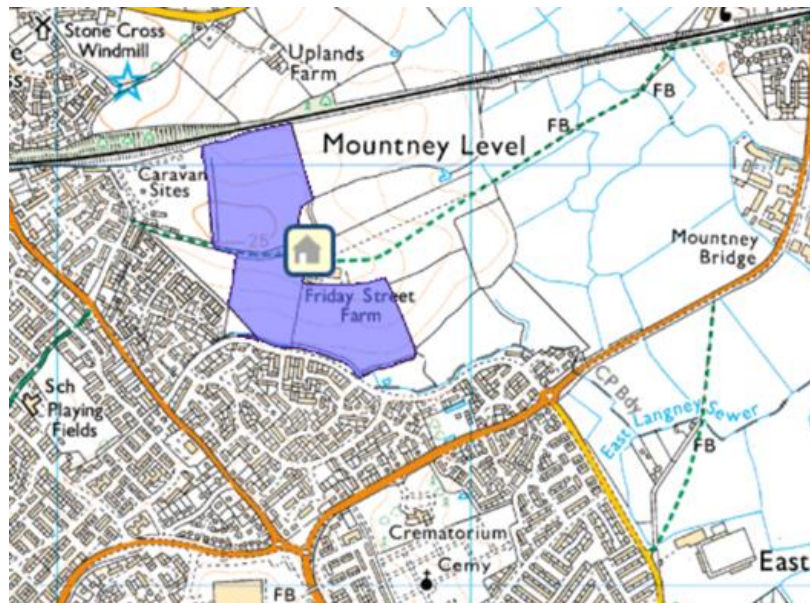 Stone Cross
Windmill
Uplands
Farm
5
FB
FB
Mountney Level
Caravan
Sites
25
Mountney
Bridge
Friday Street
Farm
Sch
Playing
Fields
CP Bdy
East Langney Sewer
FB
Crematorium
Cemy
East
FB